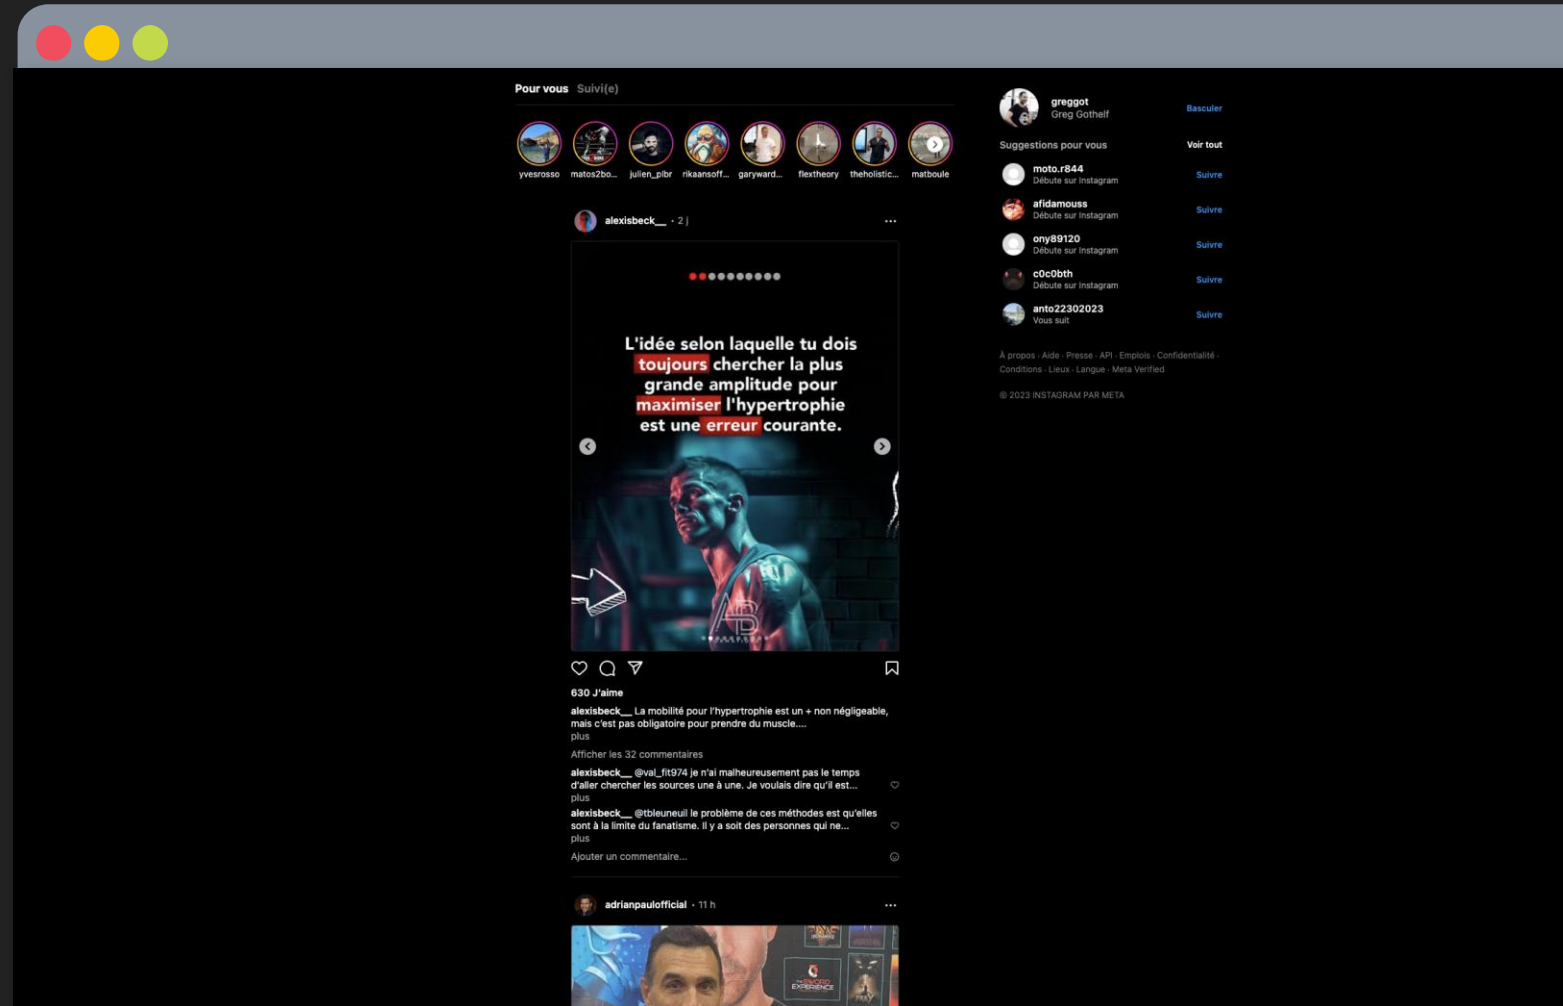 Pour vous Suivi(e)
yvesrosso matos2bo... julien_plbr rikaansoff... garyward... flextheory theholistic... matboule
alexisbeck__ • 2 j
L'idée selon laquelle tu dois
toujours chercher la plus
grande amplitude pour
maximiser l'hypertrophie
est une erreur courante.
AB
630 J'aime
alexisbeck__ La mobilité pour l'hypertrophie est un + non négligeable,
mais c'est pas obligatoire pour prendre du muscle....
plus
Afficher les 32 commentaires
alexisbeck__ @val_fit974 je n'ai malheureusement pas le temps
d'aller chercher les sources une à une. Je voulais dire qu'il est...
plus
alexisbeck__ @tbleuneuil le problème de ces méthodes est qu'elles
sont à la limite du fanatisme. Il y a soit des personnes qui ne...
plus
Ajouter un commentaire...
adrianpaulofficial • 11 h
SWORD
EXPERIENCE
greggot
Greg Gothelf
Basculer
Suggestions pour vous
Voir tout
moto.r844
Débute sur Instagram
Suivre
afidamouss
Débute sur Instagram
Suivre
ony89120
Débute sur Instagram
Suivre
c0c0bth
Débute sur Instagram
Suivre
anto22302023
Vous suit
Suivre
À propos · Aide · Presse · API · Emplois · Confidentialité ·
Conditions · Lieux · Langue · Meta Verified
© 2023 INSTAGRAM PAR META